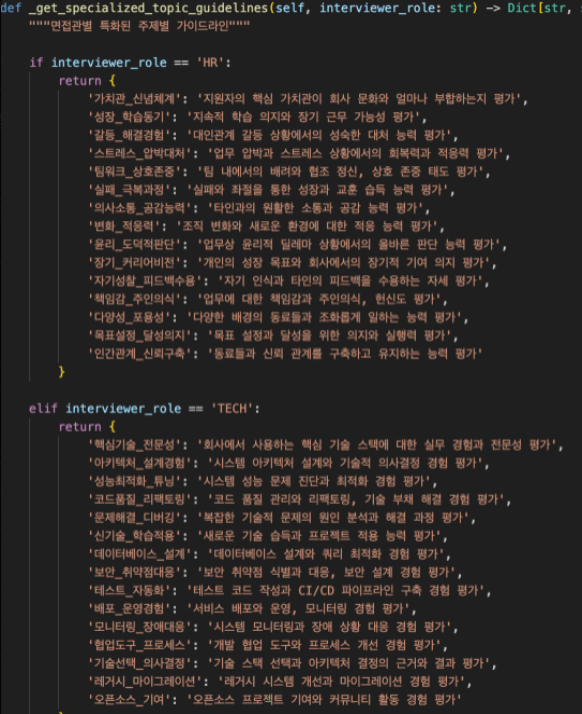 def _get_specialized_topic_guidelines(self, interviewer_role: str) -> Dict[str,
"""면접관별 특화된 주제별 가이드라인"""
if interviewer_role == 'HR':
return {
'가치관_신념체계': '지원자의 핵심 가치관이 회사 문화와 얼마나 부합하는지 평가',
'성장_학습동기': '지속적 학습 의지와 장기 근무 가능성 평가',
'갈등_해결경험': '대인관계 갈등 상황에서의 성숙한 대처 능력 평가',
'스트레스_압박대처': '업무 압박과 스트레스 상황에서의 회복력과 적응력 평가',
'팀워크_상호존중': '팀 내에서의 배려와 협조 정신, 상호 존중 태도 평가',
'실패_극복과정': '실패와 좌절을 통한 성장과 교훈 습득 능력 평가',
'의사소통_공감능력': '타인과의 원활한 소통과 공감 능력 평가',
'변화_적응력': '조직 변화와 새로운 환경에 대한 적응 능력 평가',
'윤리_도덕적판단': '업무상 윤리적 딜레마 상황에서의 올바른 판단 능력 평가',
'장기_커리어비전': '개인의 성장 목표와 회사에서의 장기적 기여 의지 평가',
'자기성찰_피드백수용': '자기 인식과 타인의 피드백을 수용하는 자세 평가',
'책임감_주인의식': '업무에 대한 책임감과 주인의식, 헌신도 평가',
'다양성_포용성': '다양한 배경의 동료들과 조화롭게 일하는 능력 평가',
'목표설정_달성의지': '목표 설정과 달성을 위한 의지와 실행력 평가',
'인간관계_신뢰구축': '동료들과 신뢰 관계를 구축하고 유지하는 능력 평가'
}
elif interviewer_role == 'TECH':
return {
'핵심기술_전문성': '회사에서 사용하는 핵심 기술 스택에 대한 실무 경험과 전문성 평가',
'아키텍처_설계경험': '시스템 아키텍처 설계와 기술적 의사결정 경험 평가',
'성능최적화_튜닝': '시스템 성능 문제 진단과 최적화 경험 평가',
'코드품질_리팩토링': '코드 품질 관리와 리팩토링, 기술 부채 해결 경험 평가',
'문제해결_디버깅': '복잡한 기술적 문제의 원인 분석과 해결 과정 평가',
'신기술_학습적용': '새로운 기술 습득과 프로젝트 적용 능력 평가',
'데이터베이스_설계': '데이터베이스 설계와 쿼리 최적화 경험 평가',
'보안_취약점대응': '보안 취약점 식별과 대응, 보안 설계 경험 평가',
'테스트_자동화': '테스트 코드 작성과 CI/CD 파이프라인 구축 경험 평가',
'배포_운영경험': '서비스 배포와 운영, 모니터링 경험 평가',
'모니터링_장애대응': '시스템 모니터링과 장애 상황 대응 경험 평가',
'협업도구_프로세스': '개발 협업 도구와 프로세스 개선 경험 평가',
'기술선택_의사결정': '기술 스택 선택과 아키텍처 결정의 근거와 결과 평가',
'레거시_마이그레이션': '레거시 시스템 개선과 마이그레이션 경험 평가',
'오픈소스_기여': '오픈소스 프로젝트 기여와 커뮤니티 활동 경험 평가'